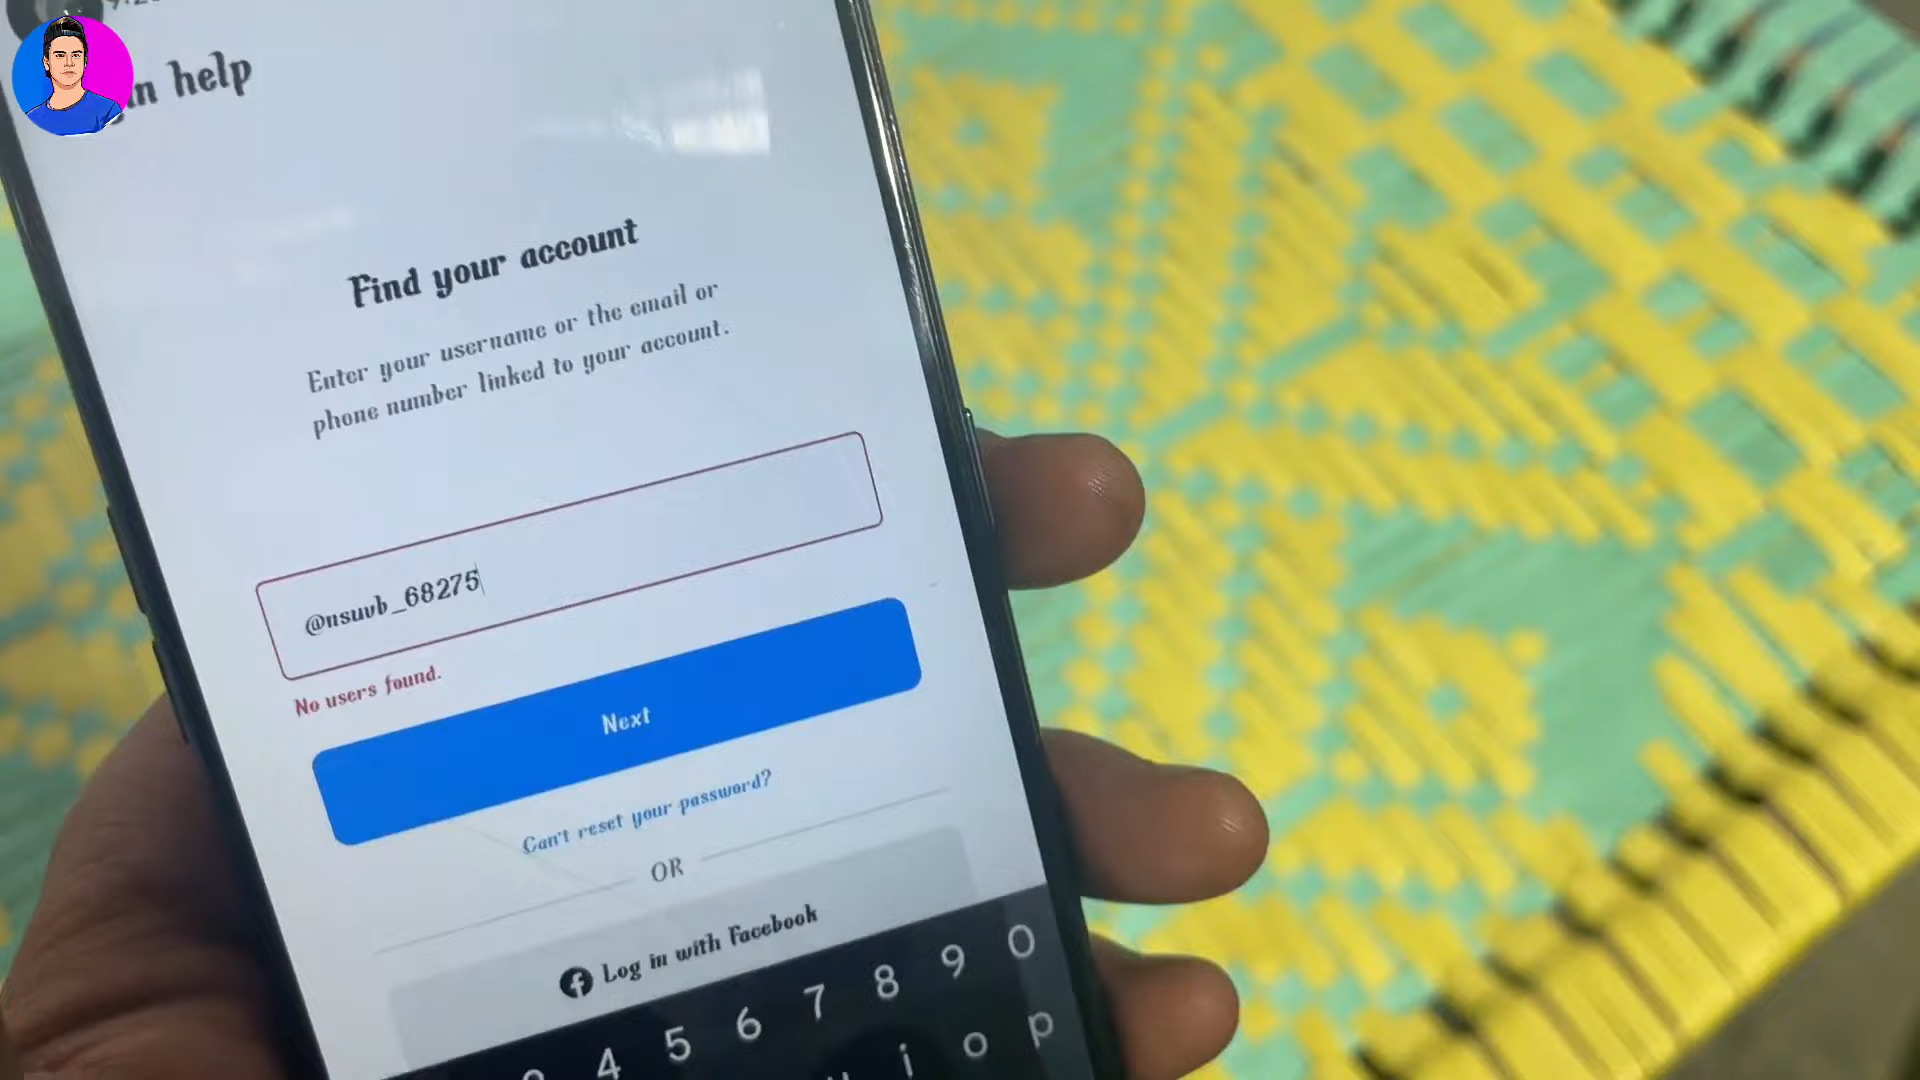 help
Find your account
Enter your username or the email or
phone number linked to your account.
@nsuvb_68275
No users found.
Next
Can't reset your password?
OR
Log in with Facebook
4 5 6 7 8 9 0
i o p